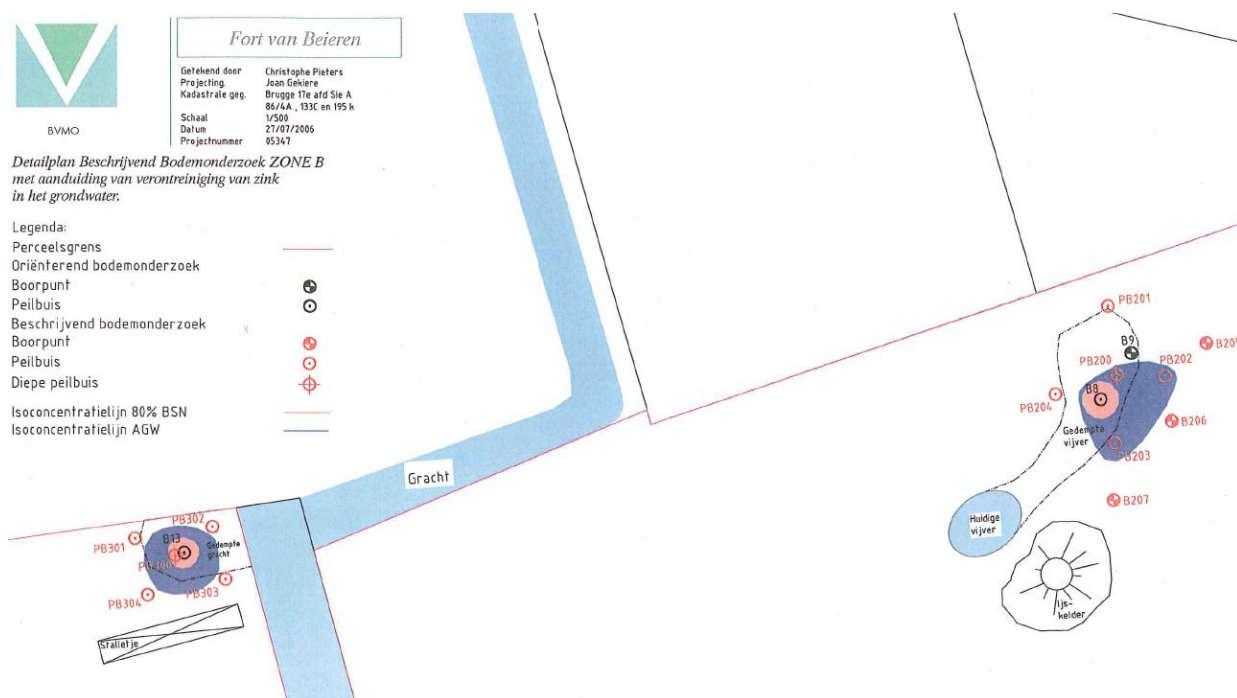 BVMO
Fort van Beieren
Getekend door Christophe Pieters
Projecting. Joan Gekiere
Kadastrale geg. Brugge 17e afd Sie A
86/4A , 133C en 195 k
Schaal 1/500
Datum 27/07/2006
Projectnummer 05347
Detailplan Beschrijvend Bodemonderzoek ZONE B
met aanduiding van verontreiniging van zink
in het grondwater.
Legenda:
Perceelsgrens
Oriënterend bodemonderzoek
Boorpunt
Peilbuis
Beschrijvend bodemonderzoek
Boorpunt
Peilbuis
Diepe peilbuis
Isoconcentratielijn 80% BSN
Isoconcentratielijn AGW
PB201
B9
B205
PB200
PB202
B8
PB204
B206
Gedempte
vijver
PB203
Gracht
B207
Huidige
vijver
Ijs-
kelder
PB302
PB301
B13
Gedempte
gracht
PB300
PB303
PB304
Stalletje